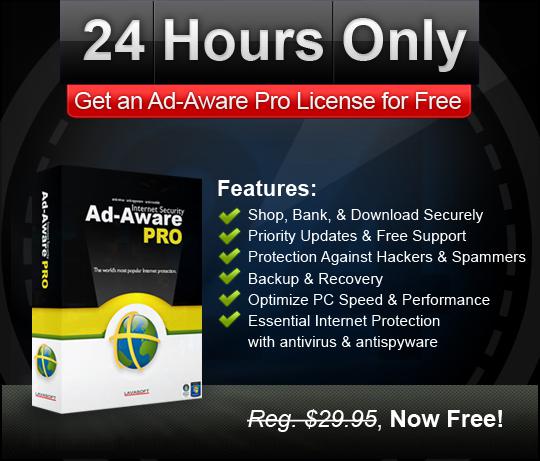 24 Hours Only
Get an Ad-Aware Pro License for Free
Internet Security
Ad-Aware
PRO
The world's most popular Internet protection.
LAVASOFT
Ad-Aware PRO
Features:
Shop, Bank, & Download Securely
Priority Updates & Free Support
Protection Against Hackers & Spammers
Backup & Recovery
Optimize PC Speed & Performance
Essential Internet Protection
with antivirus & antispyware
Reg. $29.95, Now Free!